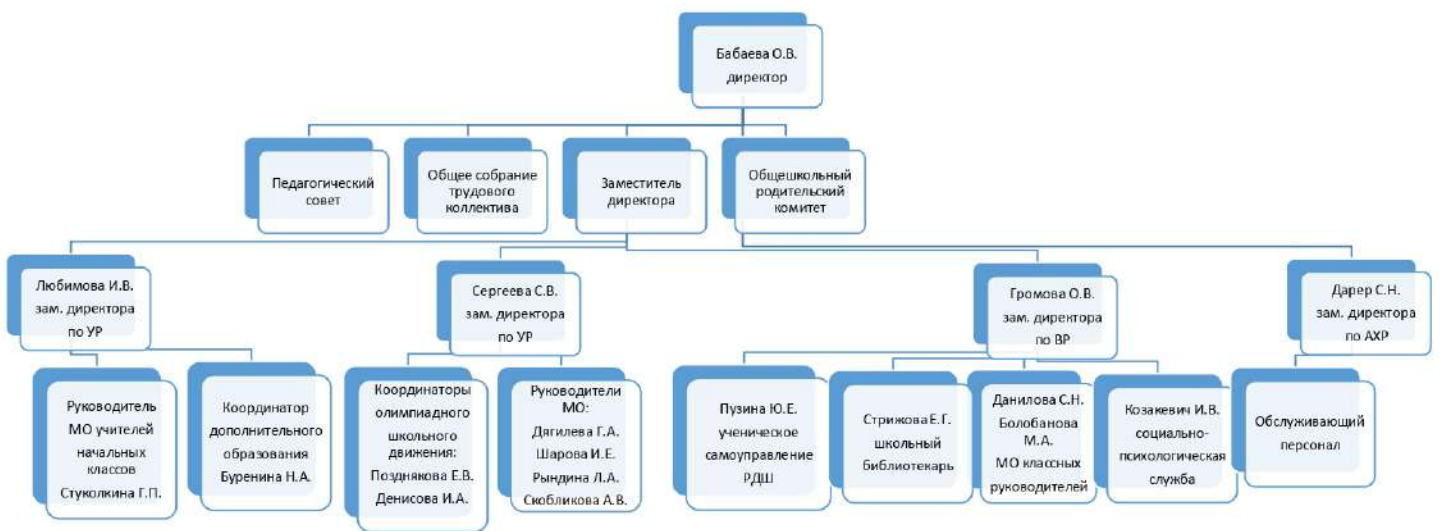 Бабаева О.В.
директор
Педагогический
совет
Общее собрание
трудового
коллектива
Заместитель
директора
Общешкольный
родительский
комитет
Любимова И.В.
зам. директора
по УР
Сергеева С.В.
зам. директора
по УР
Громова О.В.
зам. директора
по ВР
Дарер С.Н.
зам. директора
по АХР
Руководитель
МО учителей
начальных
классов
Стуколкина Г.П.
Координатор
дополнительного
образования
Буренина Н.А.
Координаторы
олимпиадного
школьного
движения:
Позднякова Е.В.
Денисова И.А.
Руководители
МО:
Дягилева Г.А.
Шарова И.Е.
Рындина Л.А.
Скобликова А.В.
Пузина Ю.Е.
ученическое
самоуправление
РДШ
Стрижова Е.Г.
школьный
библиотекарь
Данилова С.Н.
Болобанова
М.А.
МО классных
руководителей
Козакевич И.В.
социально-
психологическая
служба
Обслуживающий
персонал